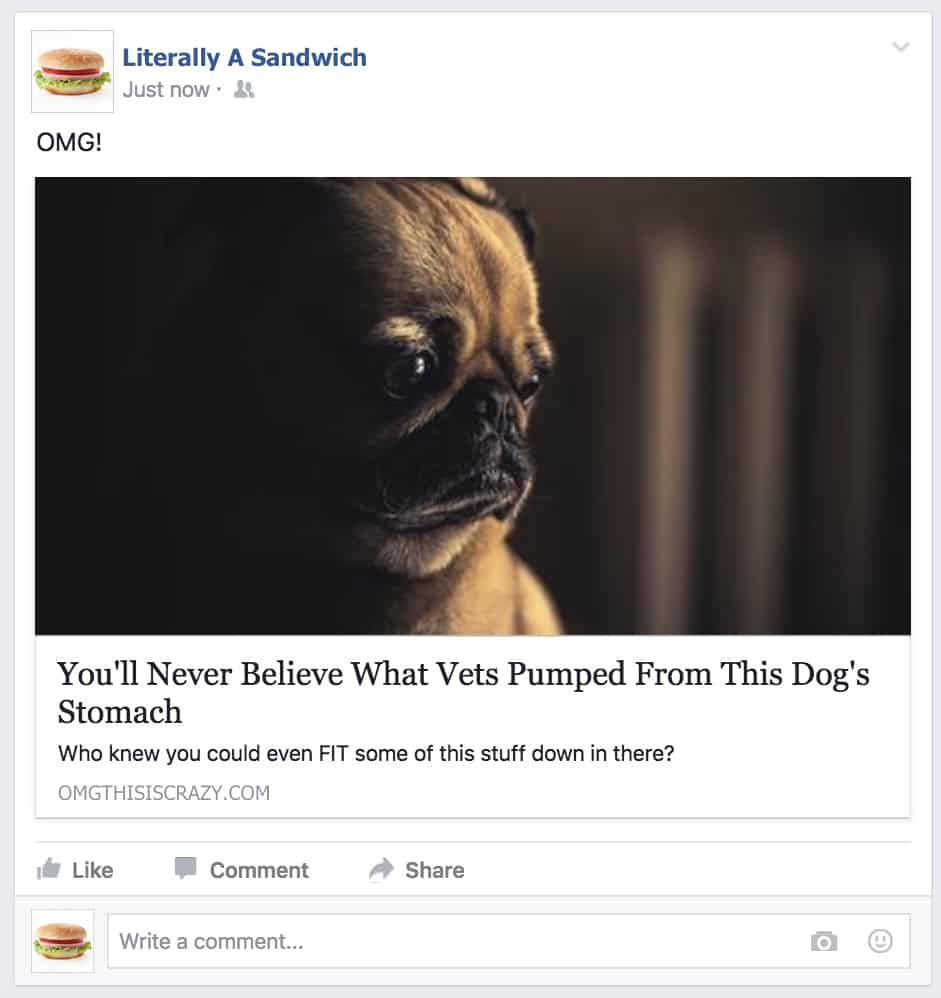 Literally A Sandwich
Just now ·
OMG!
You'll Never Believe What Vets Pumped From This Dog's
Stomach
Who knew you could even FIT some of this stuff down in there?
OMGTHISISCRAZY.COM
Like Comment Share
Write a comment...